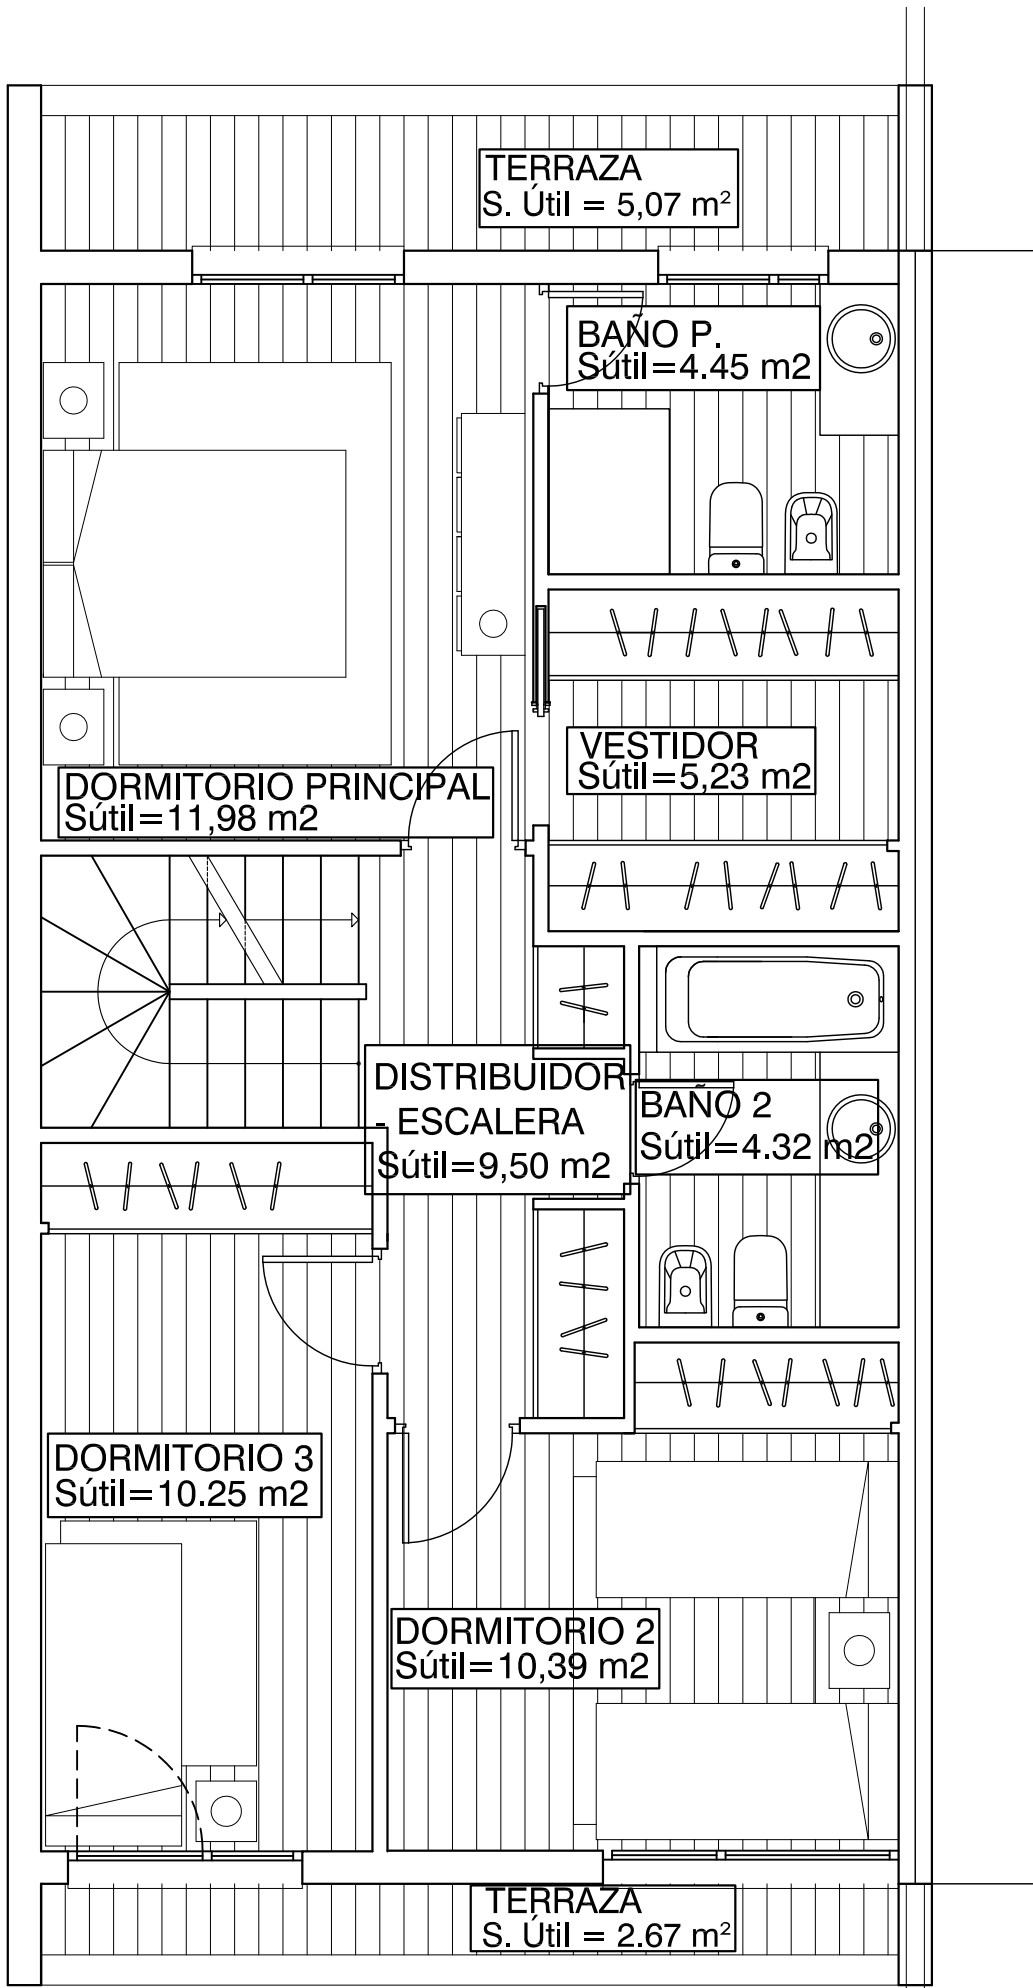 TERRAZA
S. Útil = 5,07 m²
BAÑO P.
Sútil=4.45 m2
VESTIDOR
Sútil=5,23 m2
DORMITORIO PRINCIPAL
Sútil=11,98 m2
DISTRIBUIDOR
- ESCALERA
Sútil=9,50 m2
BAÑO 2
Sútil=4.32 m2
DORMITORIO 3
Sútil=10.25 m2
DORMITORIO 2
Sútil=10,39 m2
TERRAZA
S. Útil = 2.67 m²